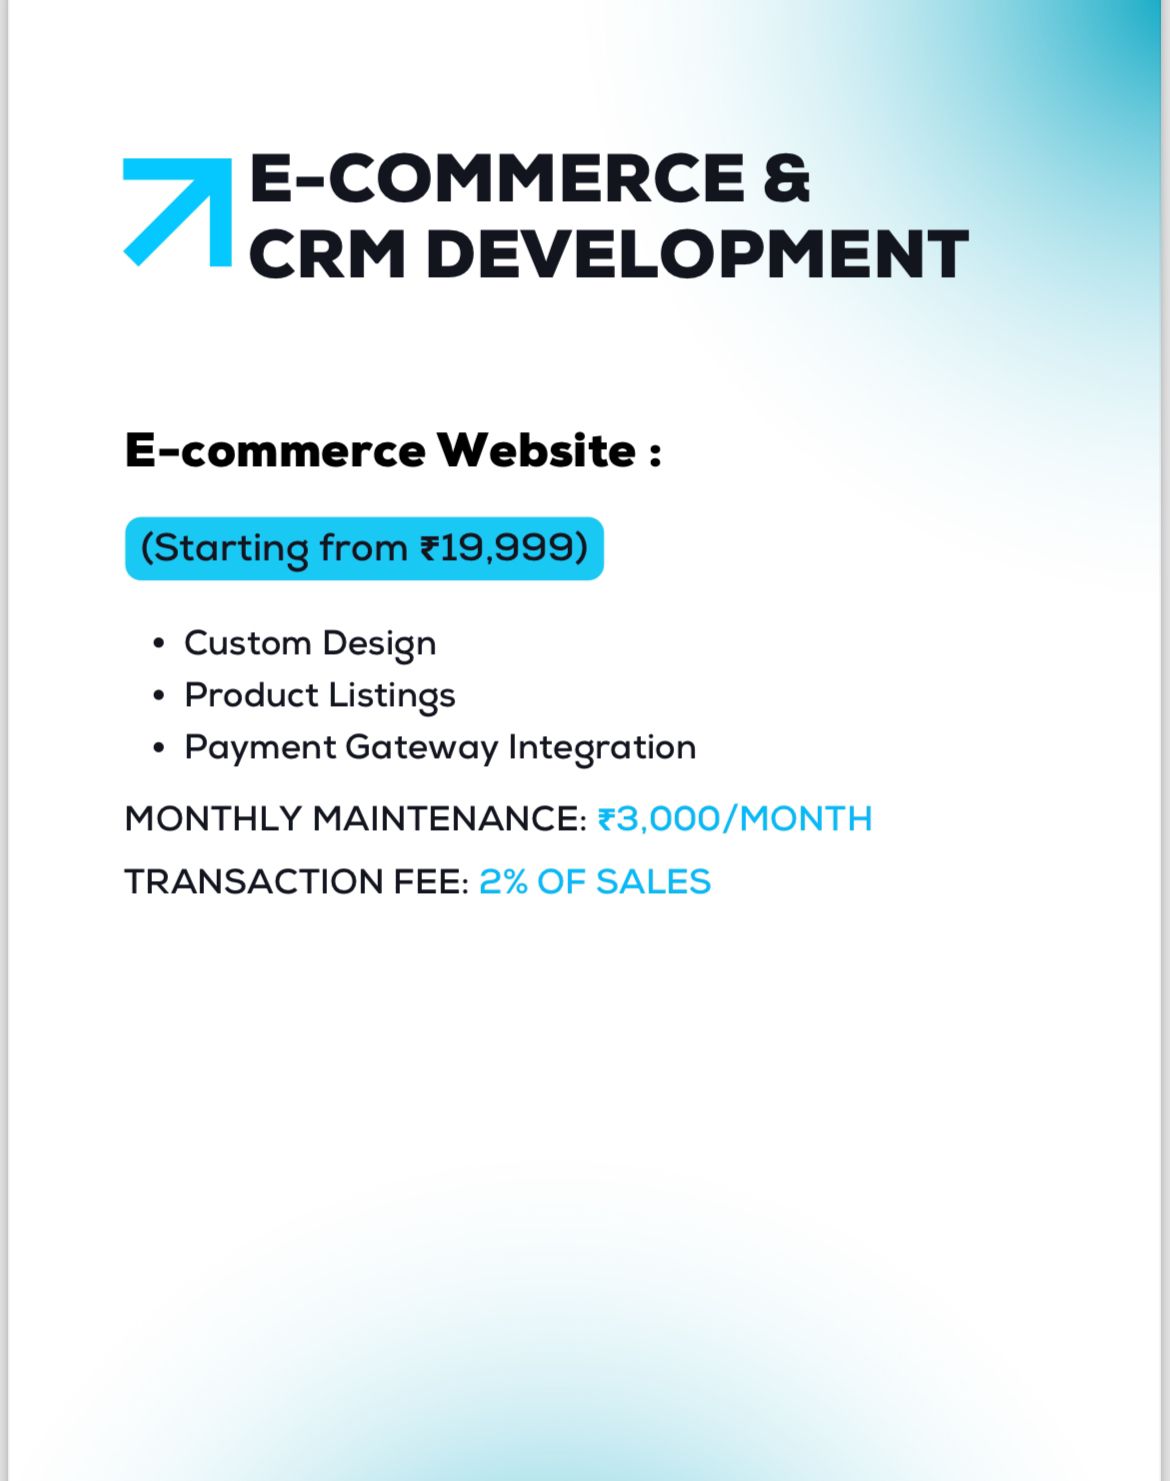 E-COMMERCE &
CRM DEVELOPMENT
E-commerce Website :
(Starting from ₹19,999)
• Custom Design
• Product Listings
• Payment Gateway Integration
MONTHLY MAINTENANCE: ₹3,000/MONTH
TRANSACTION FEE: 2% OF SALES